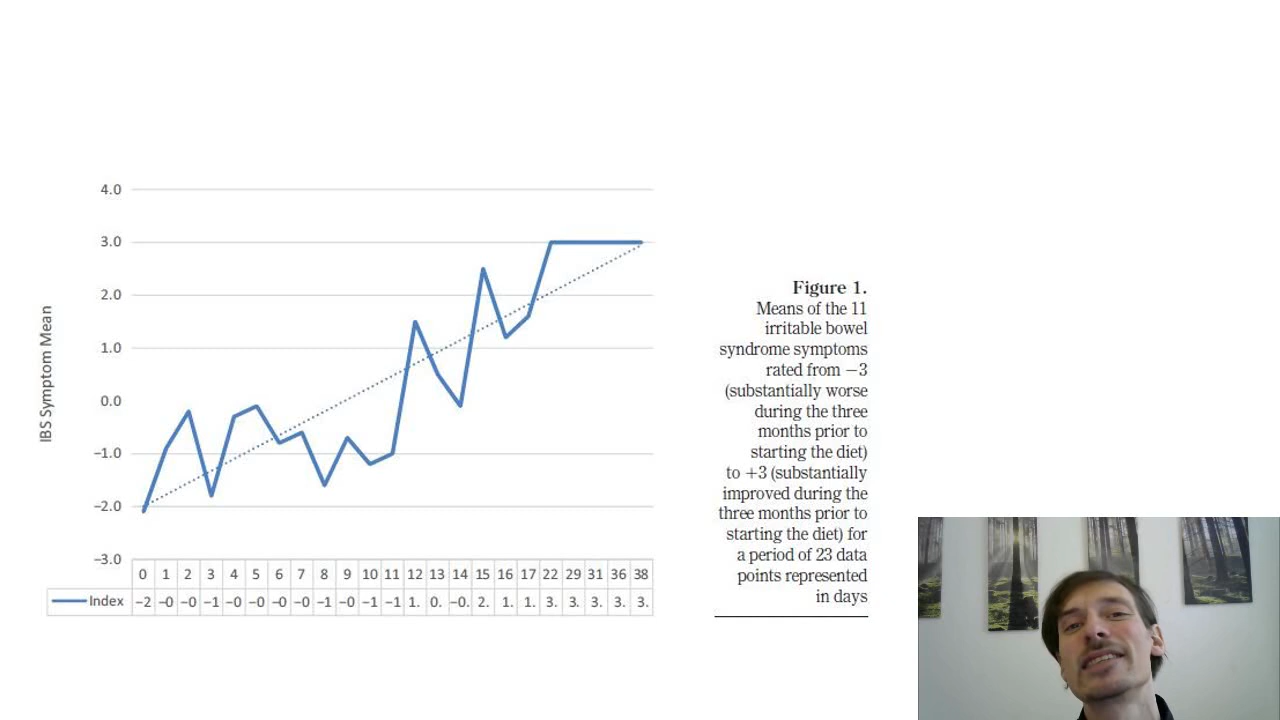 4.0
3.0
2.0
1.0
0.0
−1.0
−2.0
−3.0
IBS Symptom Mean
0 1 2 3 4 5 6 7 8 9 10 11 12 13 14 15 16 17 22 29 31 36 38
Index −2 −0 −0 −1 −0 −0 −0 −0 −1 −0 −1 −1 1. 0. −0. 2. 1. 1. 3. 3. 3. 3. 3.
Figure 1.
Means of the 11
irritable bowel
syndrome symptoms
rated from −3
(substantially worse
during the three
months prior to
starting the diet)
to +3 (substantially
improved during the
three months prior to
starting the diet) for
a period of 23 data
points represented
in days